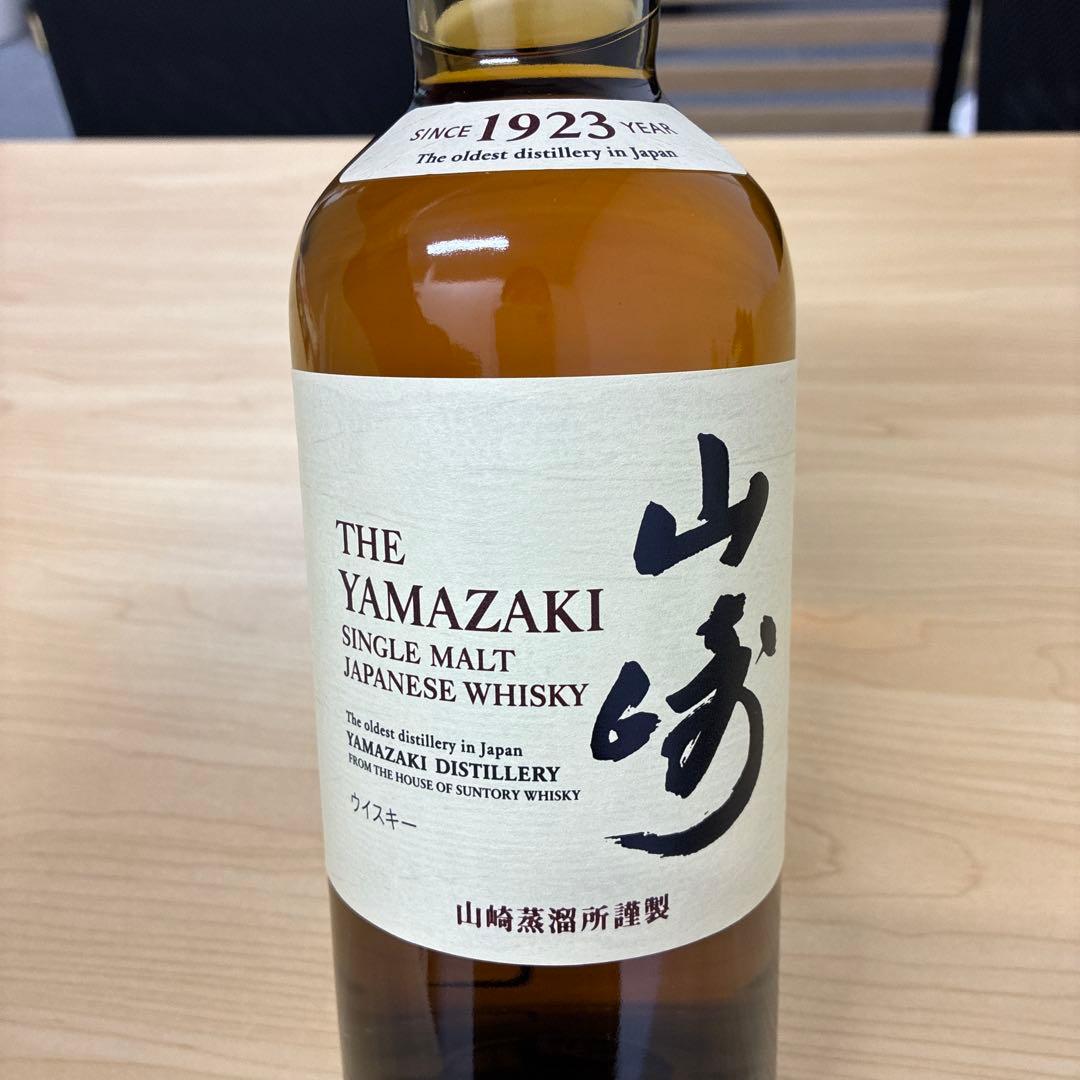 SINCE 1923 YEAR
The oldest distillery in Japan
THE
YAMAZAKI
SINGLE MALT
JAPANESE WHISKY
The oldest distillery in Japan
YAMAZAKI DISTILLERY
FROM THE HOUSE OF SUNTORY WHISKY
ウイスキー
山崎
山崎蒸溜所謹製